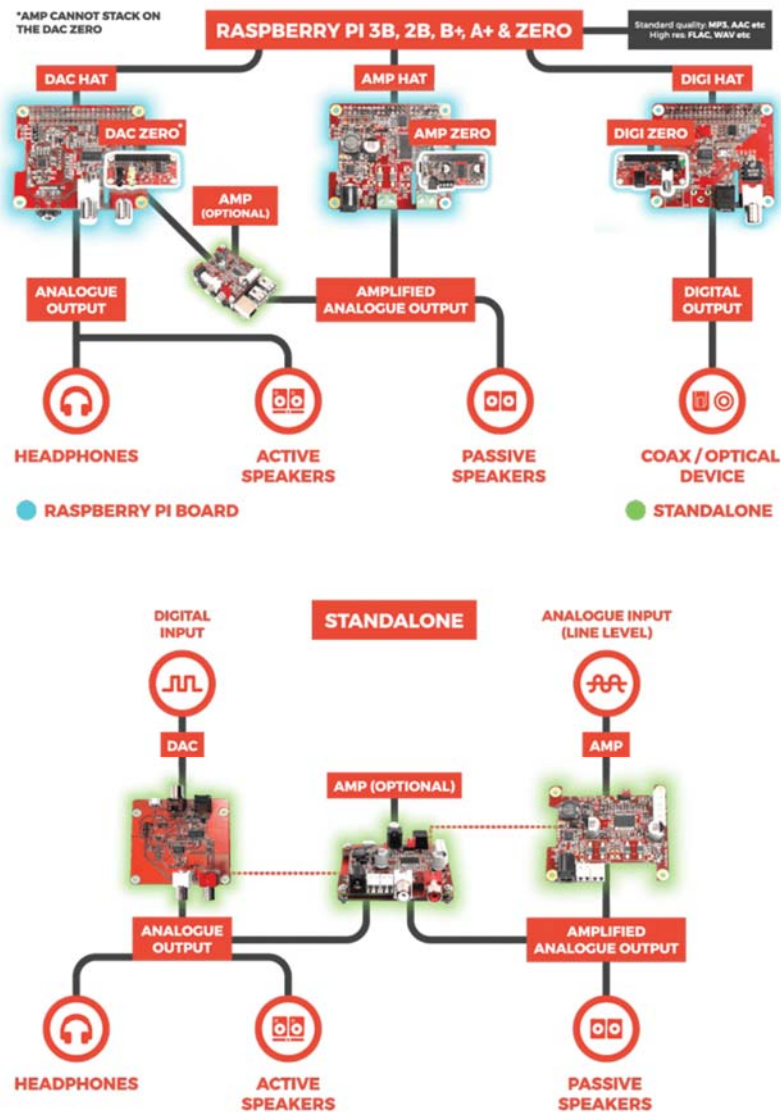 *AMP CANNOT STACK ON
THE DAC ZERO
RASPBERRY PI 3B, 2B, B+, A+ & ZERO
Standard quality: MP3, AAC etc
High res: FLAC, WAV etc
DAC HAT
AMP HAT
DIGI HAT
DAC ZERO*
AMP ZERO
DIGI ZERO
AMP
(OPTIONAL)
ANALOGUE
OUTPUT
AMPLIFIED
ANALOGUE OUTPUT
DIGITAL
OUTPUT
HEADPHONES
ACTIVE
SPEAKERS
PASSIVE
SPEAKERS
COAX / OPTICAL
DEVICE
RASPBERRY PI BOARD
STANDALONE
DIGITAL
INPUT
STANDALONE
ANALOGUE INPUT
(LINE LEVEL)
DAC
AMP
AMP (OPTIONAL)
ANALOGUE
OUTPUT
AMPLIFIED
ANALOGUE OUTPUT
HEADPHONES
ACTIVE
SPEAKERS
PASSIVE
SPEAKERS